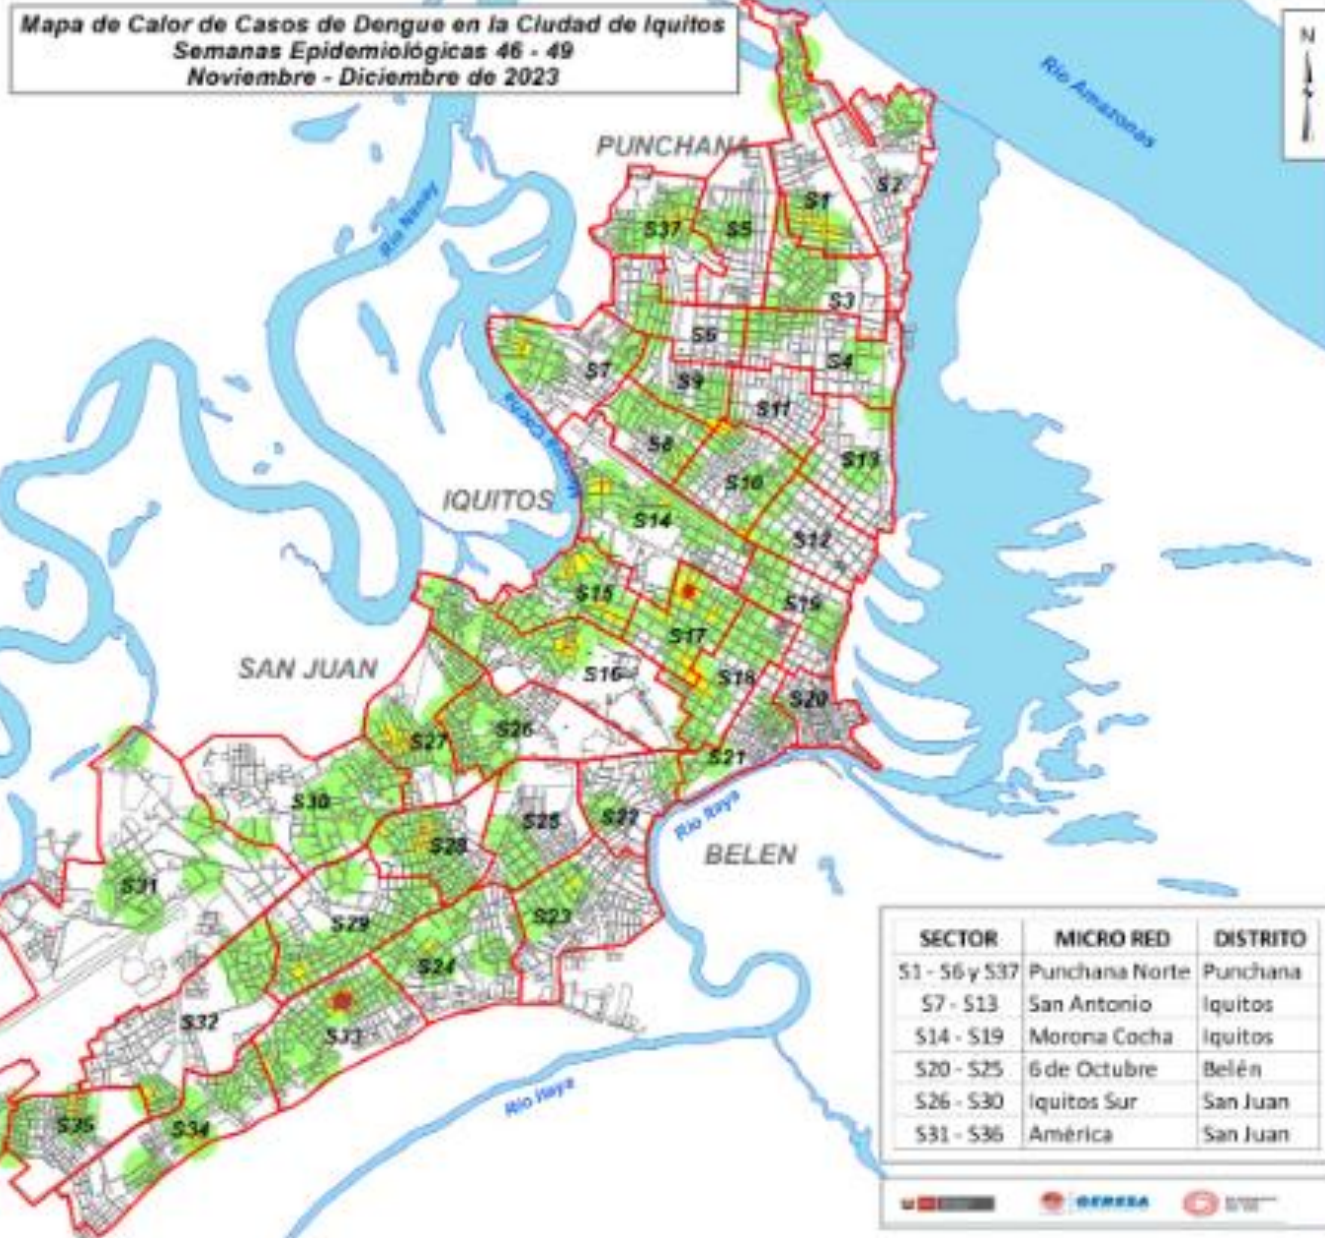 Mapa de Calor de Casos de Dengue en la Ciudad de Iquitos
Semanas Epidemiológicas 46 - 49
Noviembre - Diciembre de 2023
N
Río Amazonas
PUNCHANA
Río Nanay
S2
S1
S37
S5
S3
S6
S4
S7
S9
S11
S8
S13
S10
IQUITOS
S14
S12
S15
S19
S17
SAN JUAN
S16
S18
S20
S26
S27
S21
S30
Río Itaya
S22
S25
S28
BELEN
S31
S29
S23
S24
S32
S33
Río Itaya
S35
S34
SECTOR MICRO RED DISTRITO
S1 - S6 y S37 Punchana Norte Punchana
S7 - S13 San Antonio Iquitos
S14 - S19 Morona Cocha Iquitos
S20 - S25 6 de Octubre Belén
S26 - S30 Iquitos Sur San Juan
S31 - S36 América San Juan
GERESA